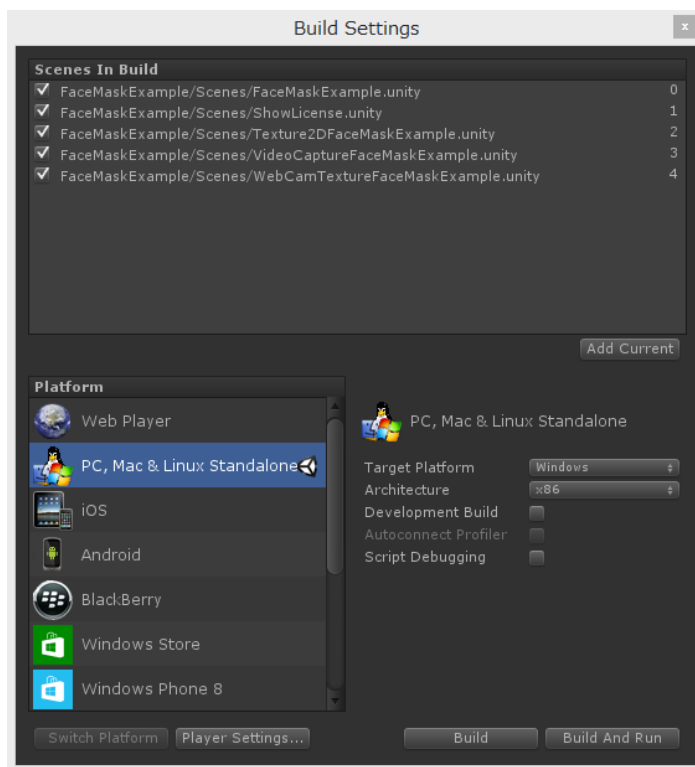 Build Settings
x
Scenes In Build
FaceMaskExample/Scenes/FaceMaskExample.unity 0
FaceMaskExample/Scenes/ShowLicense.unity 1
FaceMaskExample/Scenes/Texture2DFaceMaskExample.unity 2
FaceMaskExample/Scenes/VideoCaptureFaceMaskExample.unity 3
FaceMaskExample/Scenes/WebCamTextureFaceMaskExample.unity 4
Add Current
Platform
Web Player
PC, Mac & Linux Standalone
iOS
Android
BlackBerry
Windows Store
Windows Phone 8
PC, Mac & Linux Standalone
Target Platform Windows
Architecture x86
Development Build
Autoconnect Profiler
Script Debugging
Switch Platform Player Settings... Build Build And Run